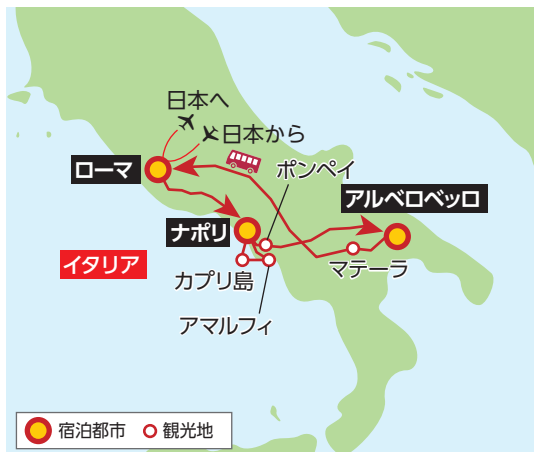 日本へ
日本から
ローマ
ポンペイ
アルベロベッロ
ナポリ
イタリア
カプリ島
マテーラ
アマルフィ
宿泊都市
観光地